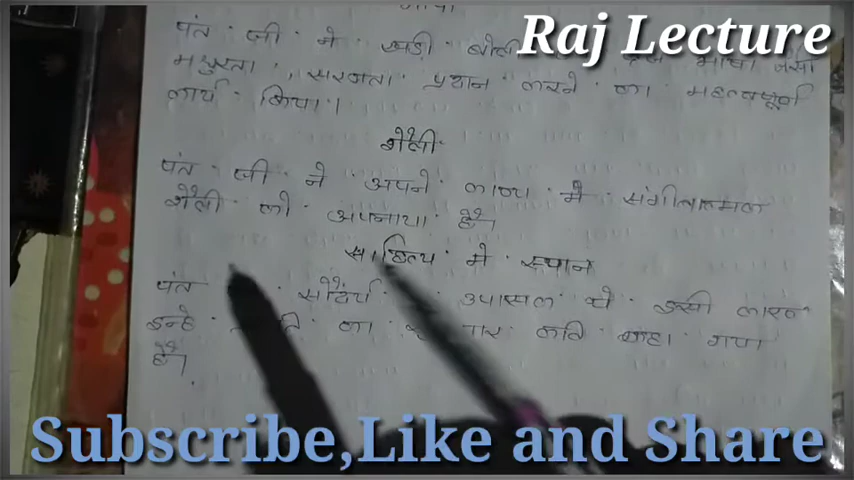 भाषा
Raj Lecture
पंत जी ने खड़ी बोली ब्रज भाषा जैसी
मधुरता, सरसता प्रदान करने का महत्वपूर्ण
कार्य किया।
शैली
पंत जी ने अपने काव्य में संगीतात्मक
शैली को अपनाया है।
साहित्य में स्थान
पंत सौंदर्य उपासक थे इसी कारण
इन्हें का कवि कहा गया
है।
Subscribe,Like and Share